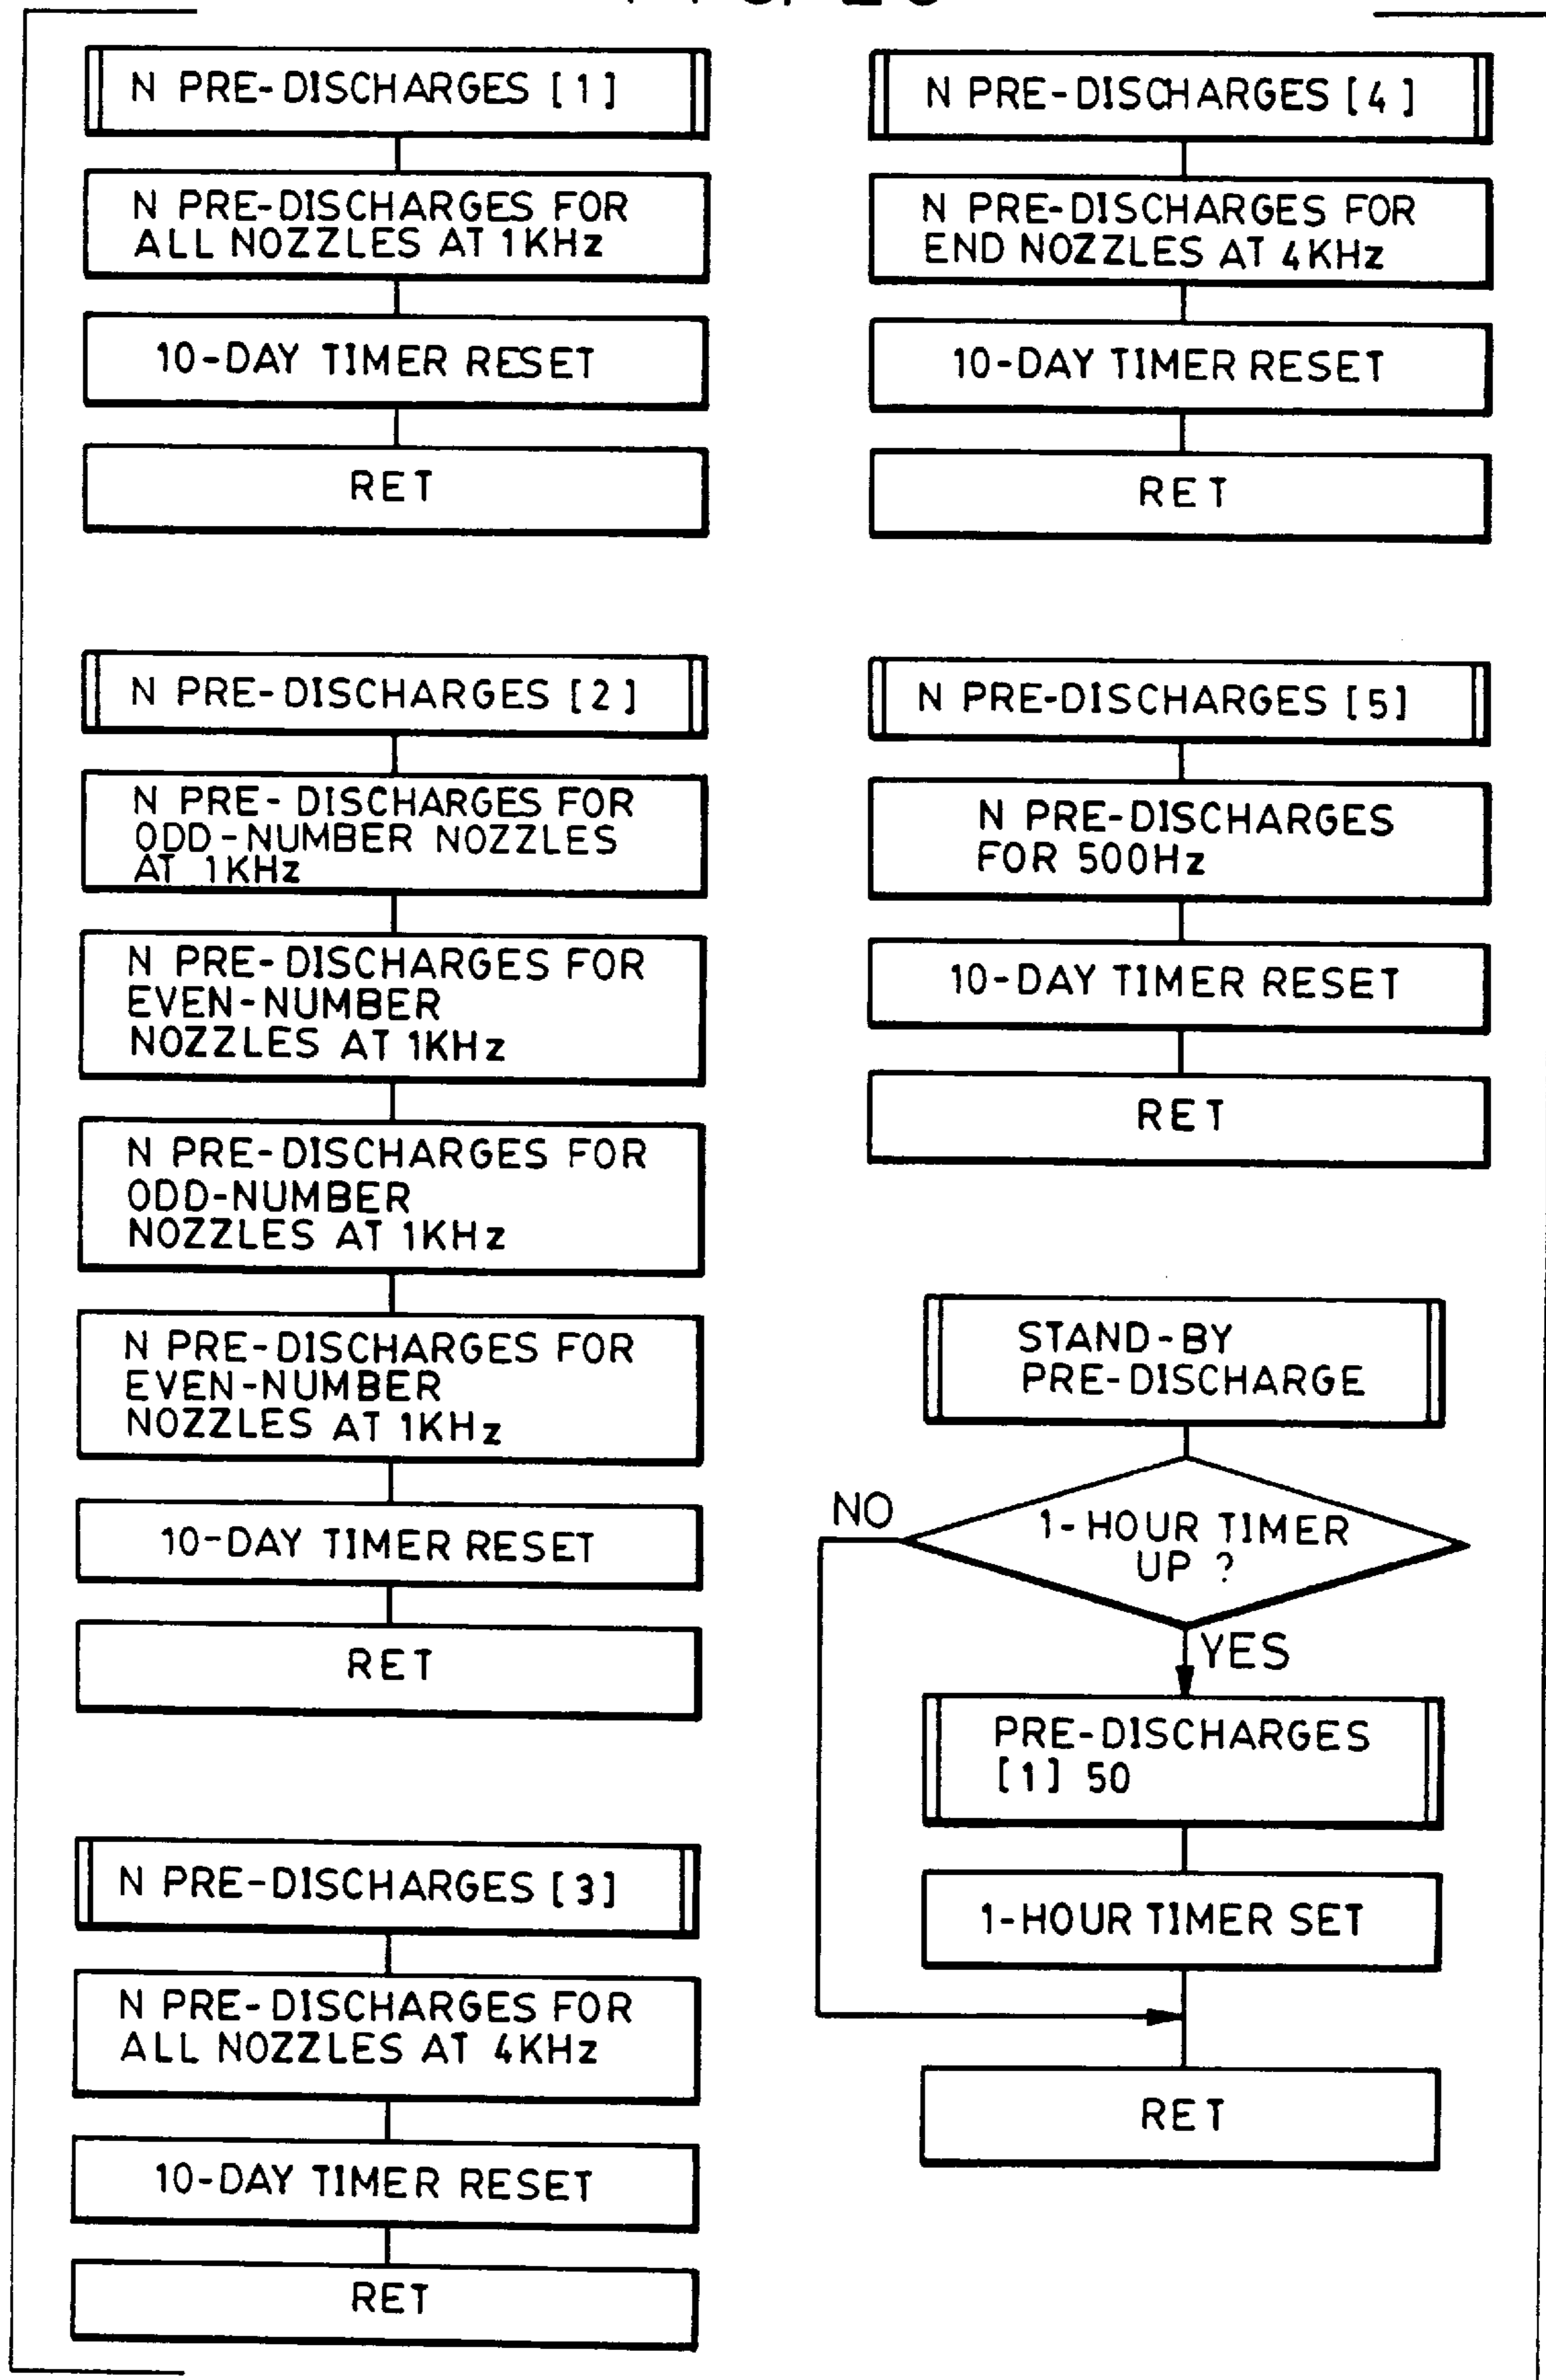 N PRE-DISCHARGES [1]
N PRE-DISCHARGES FOR
ALL NOZZLES AT 1KHz
10-DAY TIMER RESET
RET
N PRE-DISCHARGES [2]
N PRE-DISCHARGES FOR
ODD-NUMBER NOZZLES
AT 1KHz
N PRE-DISCHARGES FOR
EVEN-NUMBER
NOZZLES AT 1KHz
N PRE-DISCHARGES FOR
ODD-NUMBER
NOZZLES AT 1KHz
N PRE-DISCHARGES FOR
EVEN-NUMBER
NOZZLES AT 1KHz
10-DAY TIMER RESET
RET
N PRE-DISCHARGES [3]
N PRE-DISCHARGES FOR
ALL NOZZLES AT 4KHz
10-DAY TIMER RESET
RET
N PRE-DISCHARGES [4]
N PRE-DISCHARGES FOR
END NOZZLES AT 4KHz
10-DAY TIMER RESET
RET
N PRE-DISCHARGES [5]
N PRE-DISCHARGES
FOR 500Hz
10-DAY TIMER RESET
RET
STAND-BY
PRE-DISCHARGE
1-HOUR TIMER
UP ?
NO
YES
PRE-DISCHARGES
[1] 50
1-HOUR TIMER SET
RET